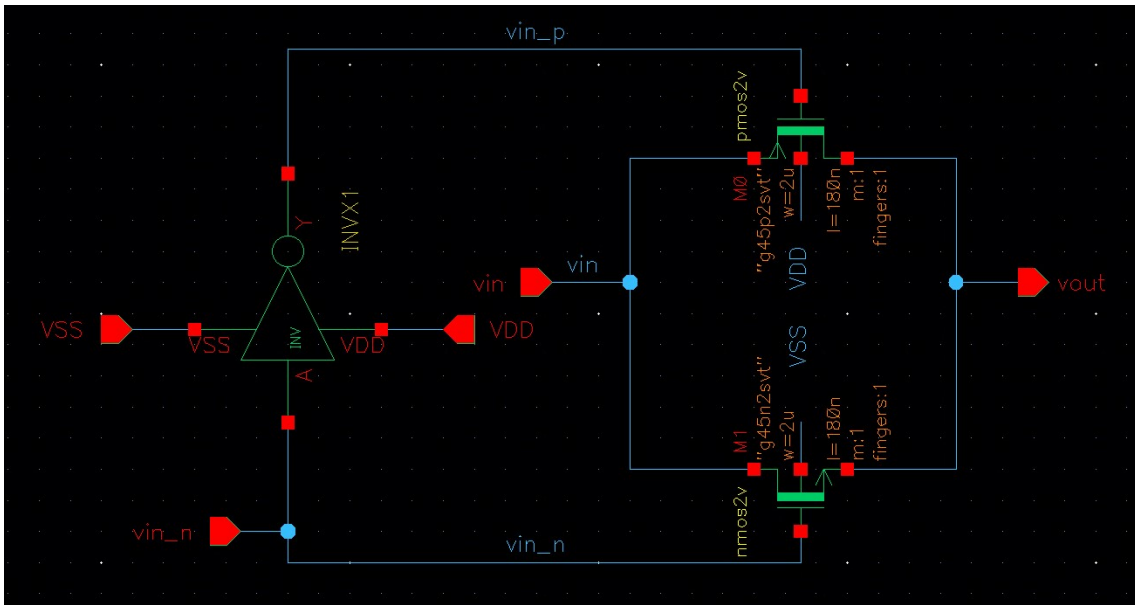 vin_p
pmos2v
M0
"g45p2svt"
w=2u
l=180n
m:1
fingers:1
VDD
Y
INVX1
vin
vin
vout
VSS
VSS
INV
VDD
VDD
A
VSS
M1
"g45n2svt"
w=2u
l=180n
m:1
fingers:1
nmos2v
vin_n
vin_n